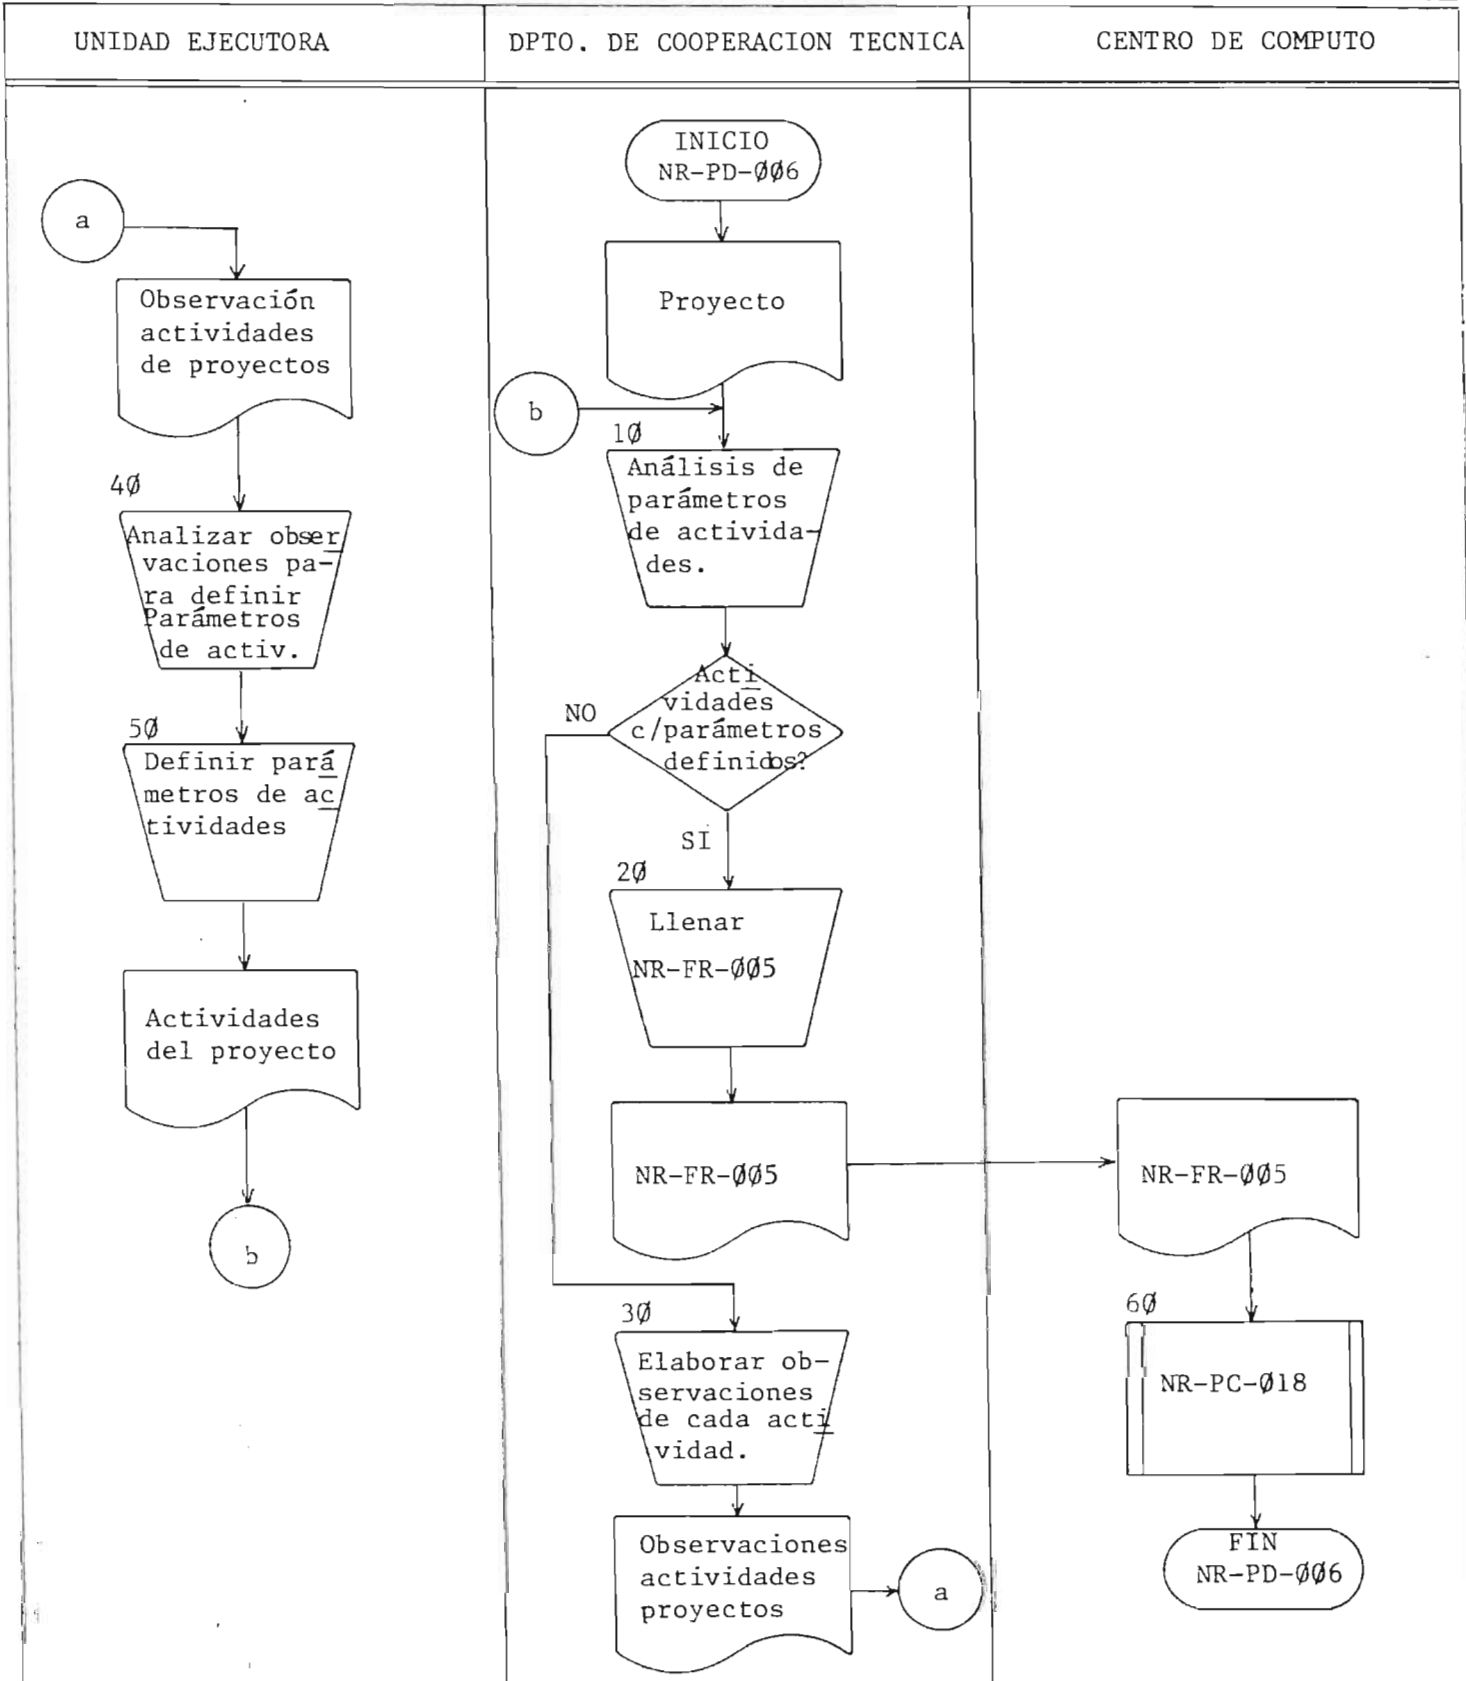 UNIDAD EJECUTORA
DPTO. DE COOPERACION TECNICA
CENTRO DE COMPUTO
a
Observación
actividades
de proyectos
4Ø
Analizar obser
vaciones pa-
ra definir
Parámetros
de activ.
5Ø
Definir pará
metros de ac
tividades
Actividades
del proyecto
b
INICIO
NR-PD-ØØ6
Proyecto
b
1Ø
Análisis de
parámetros
de activida-
des.
Acti
vidades
c/parámetros
definidos?
NO
SI
2Ø
Llenar
NR-FR-ØØ5
NR-FR-ØØ5
3Ø
Elaborar ob-
servaciones
de cada acti
vidad.
Observaciones
actividades
proyectos
a
NR-FR-ØØ5
6Ø
NR-PC-Ø18
FIN
NR-PD-ØØ6